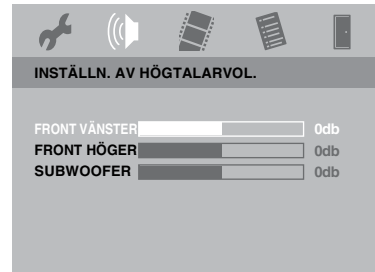 INSTÄLLN. AV HÖGTALARVOL.
FRONT VÄNSTER 0db
FRONT HÖGER 0db
SUBWOOFER 0db